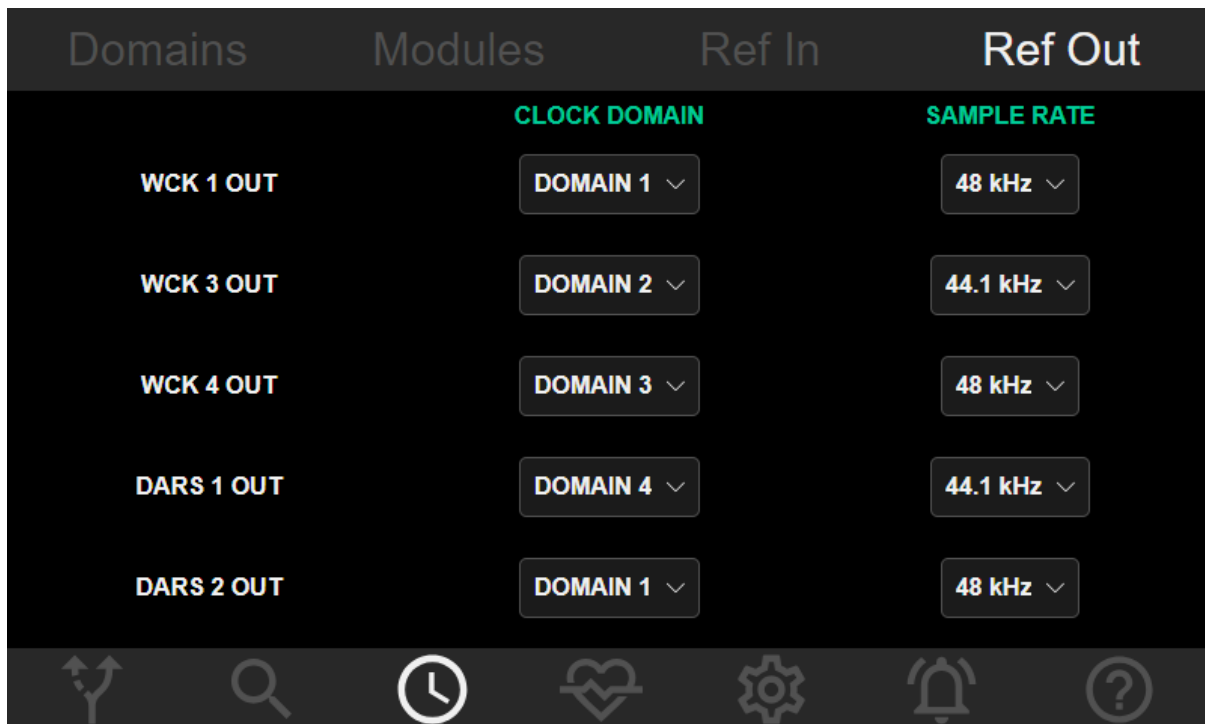 Domains Modules Ref In Ref Out
CLOCK DOMAIN SAMPLE RATE
WCK 1 OUT DOMAIN 1 48 kHz
WCK 3 OUT DOMAIN 2 44.1 kHz
WCK 4 OUT DOMAIN 3 48 kHz
DARS 1 OUT DOMAIN 4 44.1 kHz
DARS 2 OUT DOMAIN 1 48 kHz